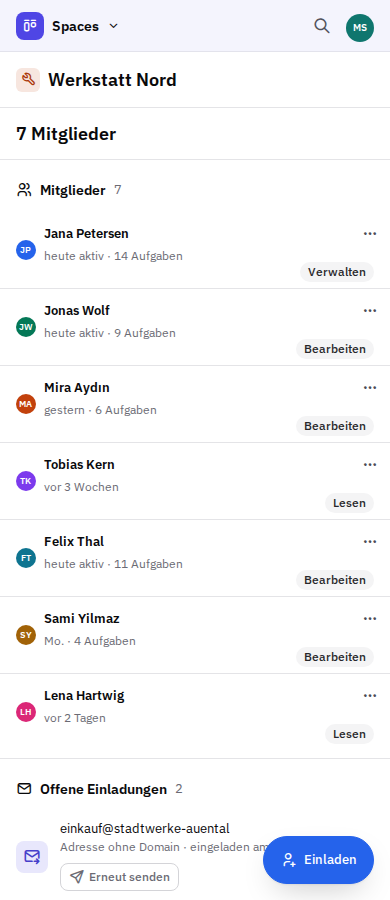 Spaces
MS
Werkstatt Nord
7 Mitglieder
Mitglieder 7
Jana Petersen
JP
heute aktiv · 14 Aufgaben
Verwalten
Jonas Wolf
JW
heute aktiv · 9 Aufgaben
Bearbeiten
Mira Aydın
MA
gestern · 6 Aufgaben
Bearbeiten
Tobias Kern
TK
vor 3 Wochen
Lesen
Felix Thal
FT
heute aktiv · 11 Aufgaben
Bearbeiten
Sami Yilmaz
SY
Mo. · 4 Aufgaben
Bearbeiten
Lena Hartwig
LH
vor 2 Tagen
Lesen
Offene Einladungen 2
einkauf@stadtwerke-auental
Adresse ohne Domain · eingeladen am
Erneut senden
Einladen